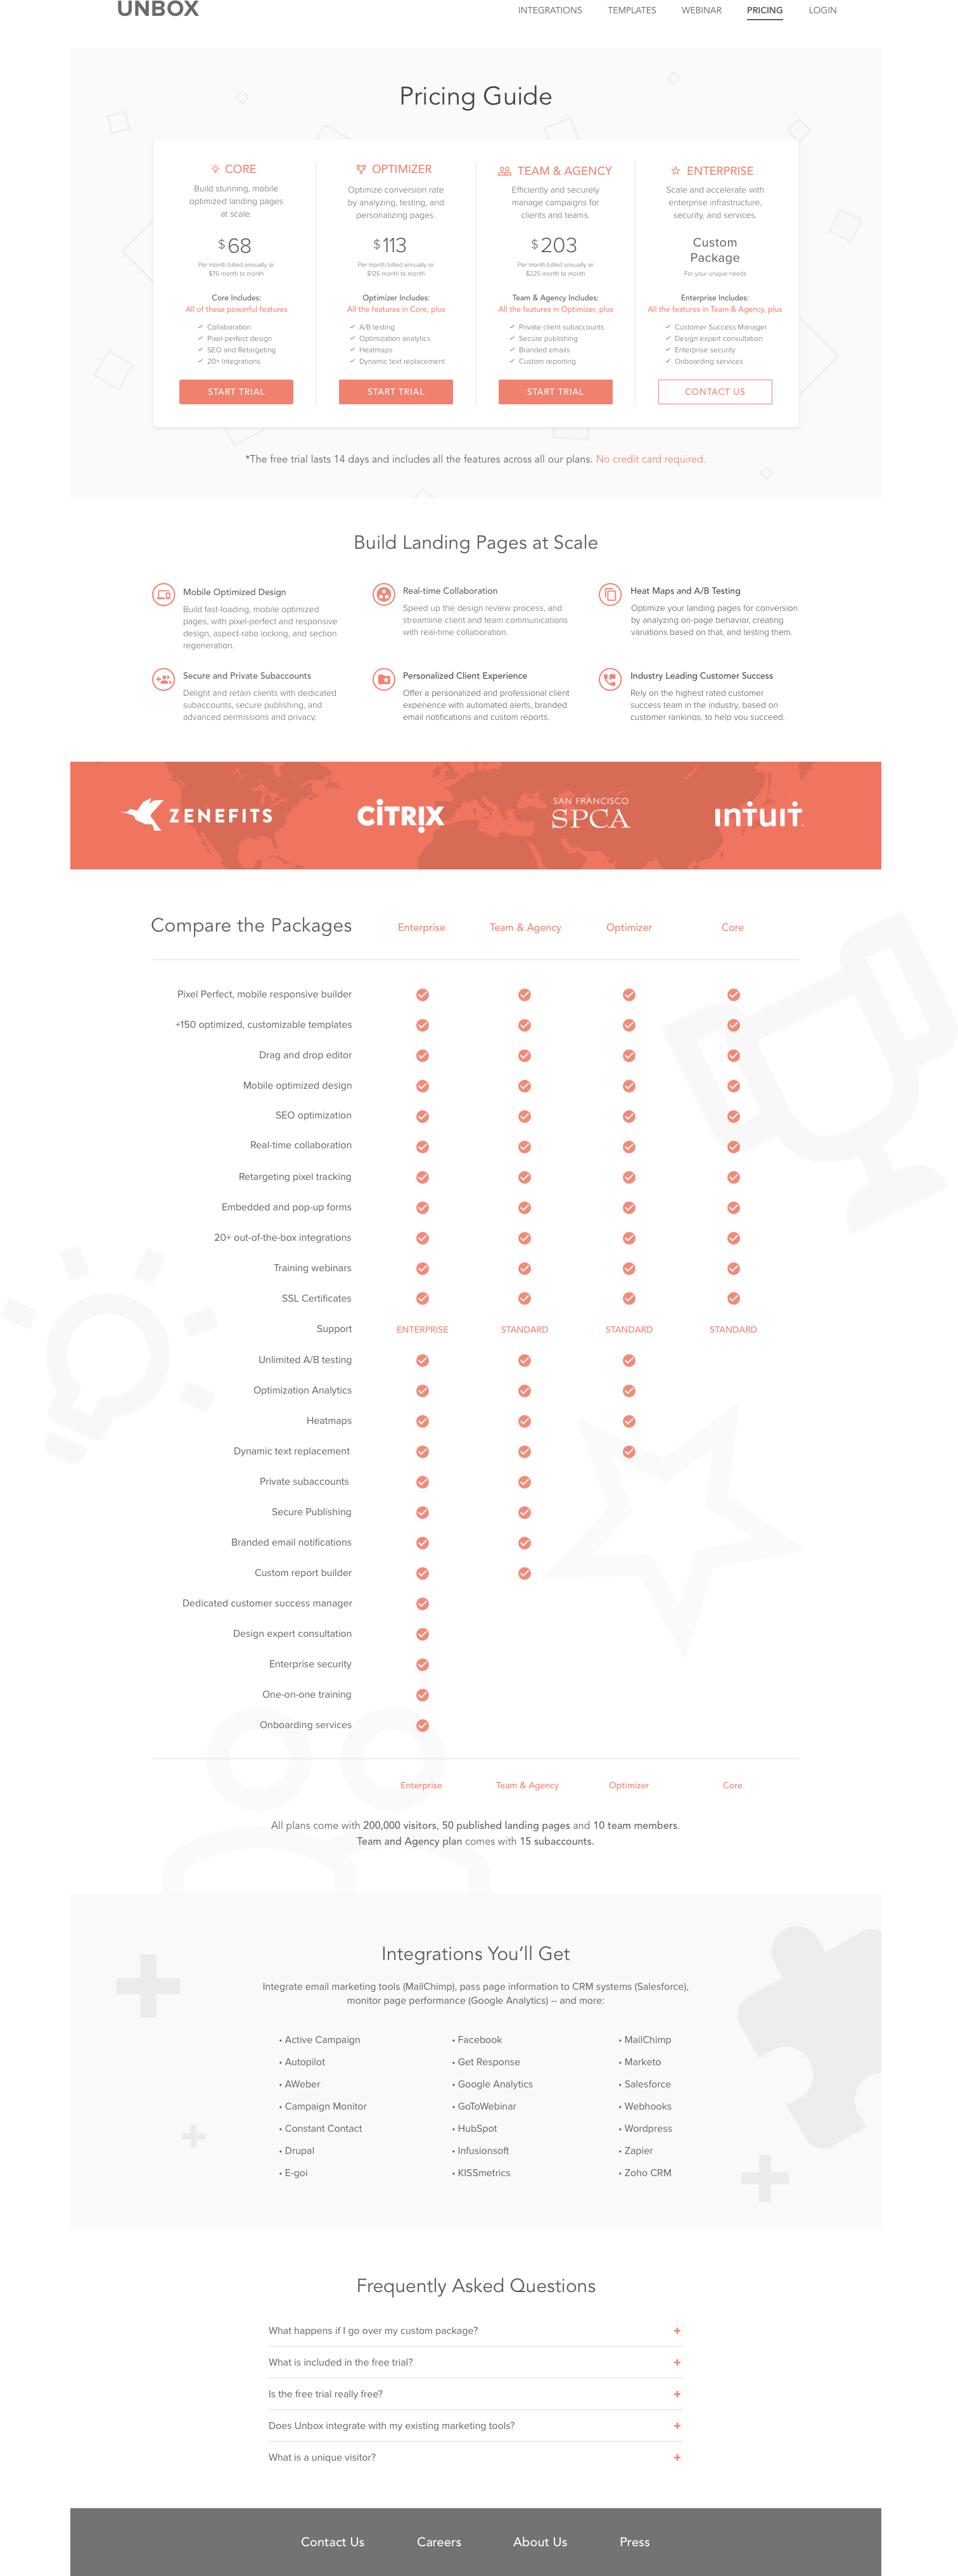 UNBOX
INTEGRATIONS
TEMPLATES
WEBINAR
PRICING
LOGIN
Pricing Guide
CORE
Build stunning, mobile
optimized landing pages
at scale.
$68
Per month billed annually or
$76 month to month
Core Includes:
All of these powerful features
Collaboration
Pixel-perfect design
SEO and Retargeting
20+ Integrations
START TRIAL
OPTIMIZER
Optimize conversion rate
by analyzing, testing, and
personalizing pages.
$113
Per month billed annually or
$126 month to month
Optimizer Includes:
All the features in Core, plus
A/B testing
Optimization analytics
Heatmaps
Dynamic text replacement
START TRIAL
TEAM & AGENCY
Efficiently and securely
manage campaigns for
clients and teams.
$203
Per month billed annually or
$225 month to month
Team & Agency Includes:
All the features in Optimizer, plus
Private client subaccounts
Secure publishing
Branded emails
Custom reporting
START TRIAL
ENTERPRISE
Scale and accelerate with
enterprise infrastructure,
security, and services.
Custom
Package
For your unique needs
Enterprise Includes:
All the features in Team & Agency, plus
Customer Success Manager
Design expert consultation
Enterprise security
Onboarding services
CONTACT US
*The free trial lasts 14 days and includes all the features across all our plans. No credit card required.
Build Landing Pages at Scale
Mobile Optimized Design
Build fast-loading, mobile optimized
pages, with pixel-perfect and responsive
design, aspect-ratio locking, and section
regeneration.
Real-time Collaboration
Speed up the design review process, and
streamline client and team communications
with real-time collaboration.
Heat Maps and A/B Testing
Optimize your landing pages for conversion
by analyzing on-page behavior, creating
variations based on that, and testing them.
Secure and Private Subaccounts
Delight and retain clients with dedicated
subaccounts, secure publishing, and
advanced permissions and privacy.
Personalized Client Experience
Offer a personalized and professional client
experience with automated alerts, branded
email notifications and custom reports.
Industry Leading Customer Success
Rely on the highest rated customer
success team in the industry, based on
customer rankings, to help you succeed.
ZENEFITS
CITRIX
SAN FRANCISCO
SPCA
intuit
Compare the Packages
Enterprise
Team & Agency
Optimizer
Core
Pixel Perfect, mobile responsive builder
+150 optimized, customizable templates
Drag and drop editor
Mobile optimized design
SEO optimization
Real-time collaboration
Retargeting pixel tracking
Embedded and pop-up forms
20+ out-of-the-box integrations
Training webinars
SSL Certificates
Support
ENTERPRISE
STANDARD
STANDARD
STANDARD
Unlimited A/B testing
Optimization Analytics
Heatmaps
Dynamic text replacement
Private subaccounts
Secure Publishing
Branded email notifications
Custom report builder
Dedicated customer success manager
Design expert consultation
Enterprise security
One-on-one training
Onboarding services
Enterprise
Team & Agency
Optimizer
Core
All plans come with 200,000 visitors, 50 published landing pages and 10 team members.
Team and Agency plan comes with 15 subaccounts.
Integrations You'll Get
Integrate email marketing tools (MailChimp), pass page information to CRM systems (Salesforce),
monitor page performance (Google Analytics) -- and more:
• Active Campaign
• Autopilot
• AWeber
• Campaign Monitor
• Constant Contact
• Drupal
• E-goi
• Facebook
• Get Response
• Google Analytics
• GoToWebinar
• HubSpot
• Infusionsoft
• KISSmetrics
• MailChimp
• Marketo
• Salesforce
• Webhooks
• Wordpress
• Zapier
• Zoho CRM
Frequently Asked Questions
What happens if I go over my custom package?
What is included in the free trial?
Is the free trial really free?
Does Unbox integrate with my existing marketing tools?
What is a unique visitor?
Contact Us
Careers
About Us
Press